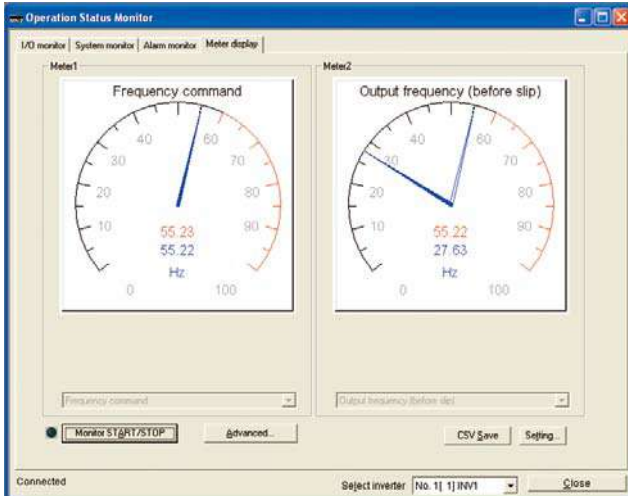 Operation Status Monitor
I/O monitor System monitor Alarm monitor Meter display
Meter1
Frequency command
0 10 20 30 40 60 70 80 90 100
55.23
55.22
Hz
Frequency command
Meter2
Output frequency (before slip)
0 10 20 30 40 60 70 80 90 100
55.22
27.63
Hz
Output frequency (before slip)
Monitor START/STOP
Advanced...
CSV Save
Setting...
Connected
Select inverter
No. 1[ 1] INV1
Close